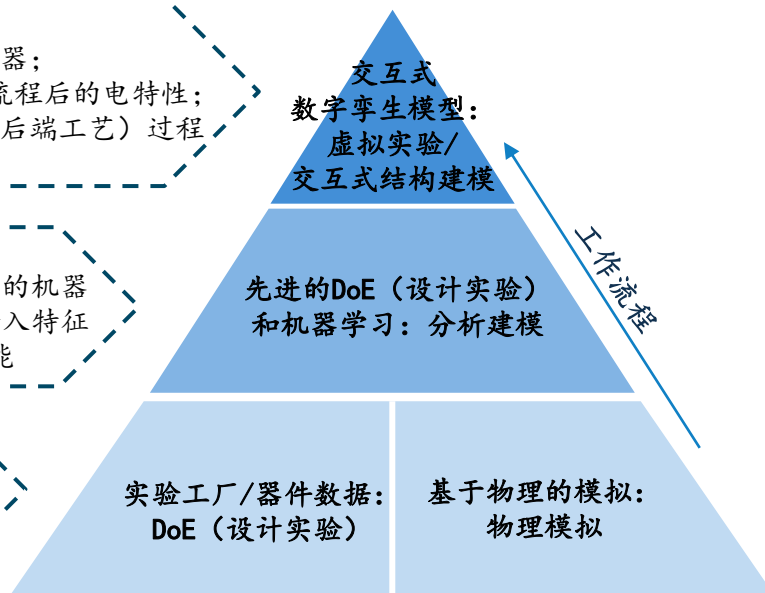 器；
流程后的电特性；
后端工艺）过程
交互式
数字孪生模型：
虚拟实验/
交互式结构建模
工作流程
的机器
入特征
能
先进的DoE（设计实验）
和机器学习：分析建模
实验工厂/器件数据：
DoE（设计实验）
基于物理的模拟：
物理模拟